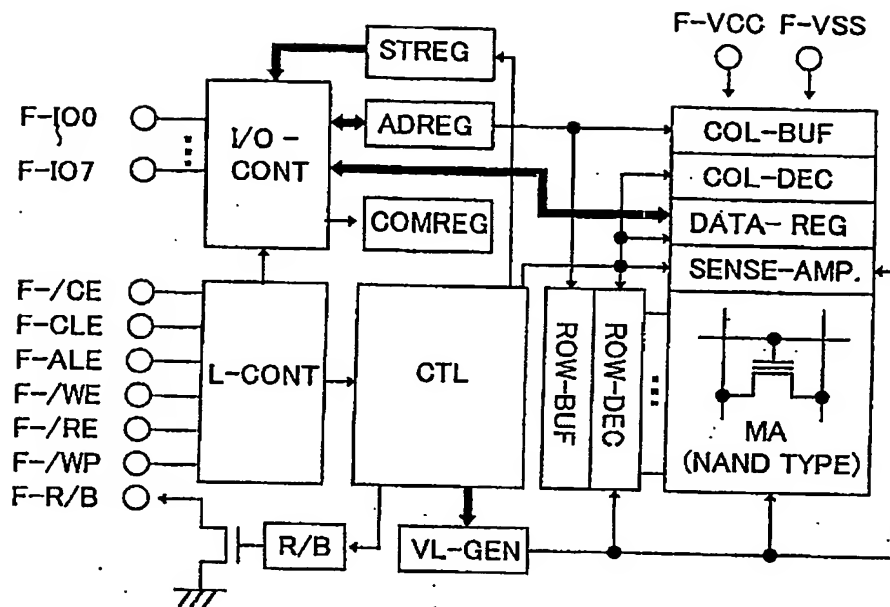 F-VCC F-VSS
STREG
F-IO0
I/O-
CONT
ADREG
COL-BUF
F-IO7
COL-DEC
COMREG
DATA-REG
SENSE-AMP.
F-/CE
F-CLE
F-ALE
F-/WE
F-/RE
F-/WP
F-R/B
L-CONT
CTL
ROW-BUF
ROW-DEC
MA
(NAND TYPE)
R/B
VL-GEN